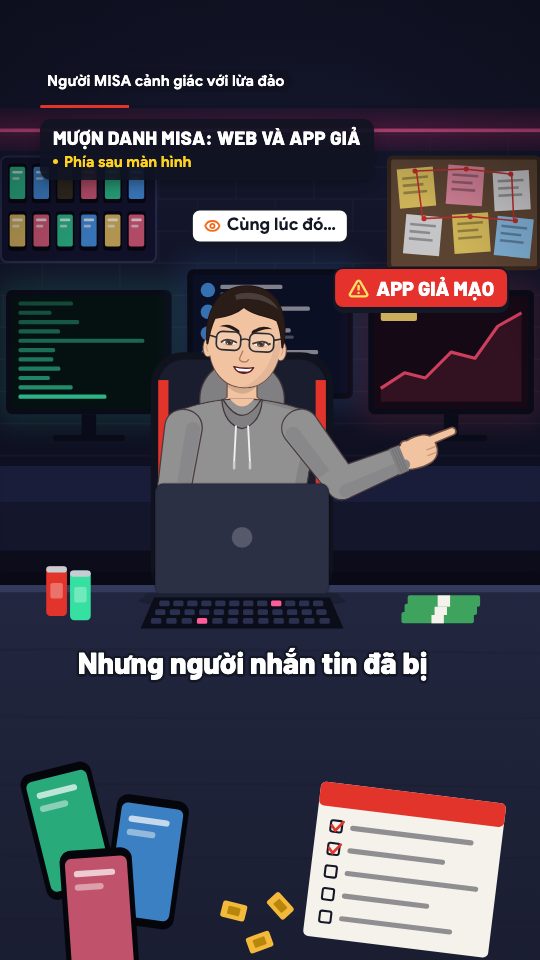 Người MISA cảnh giác với lừa đảo
MƯỢN DANH MISA: WEB VÀ APP GIẢ
• Phía sau màn hình
Cùng lúc đó...
APP GIẢ MẠO
Nhưng người nhắn tin đã bị